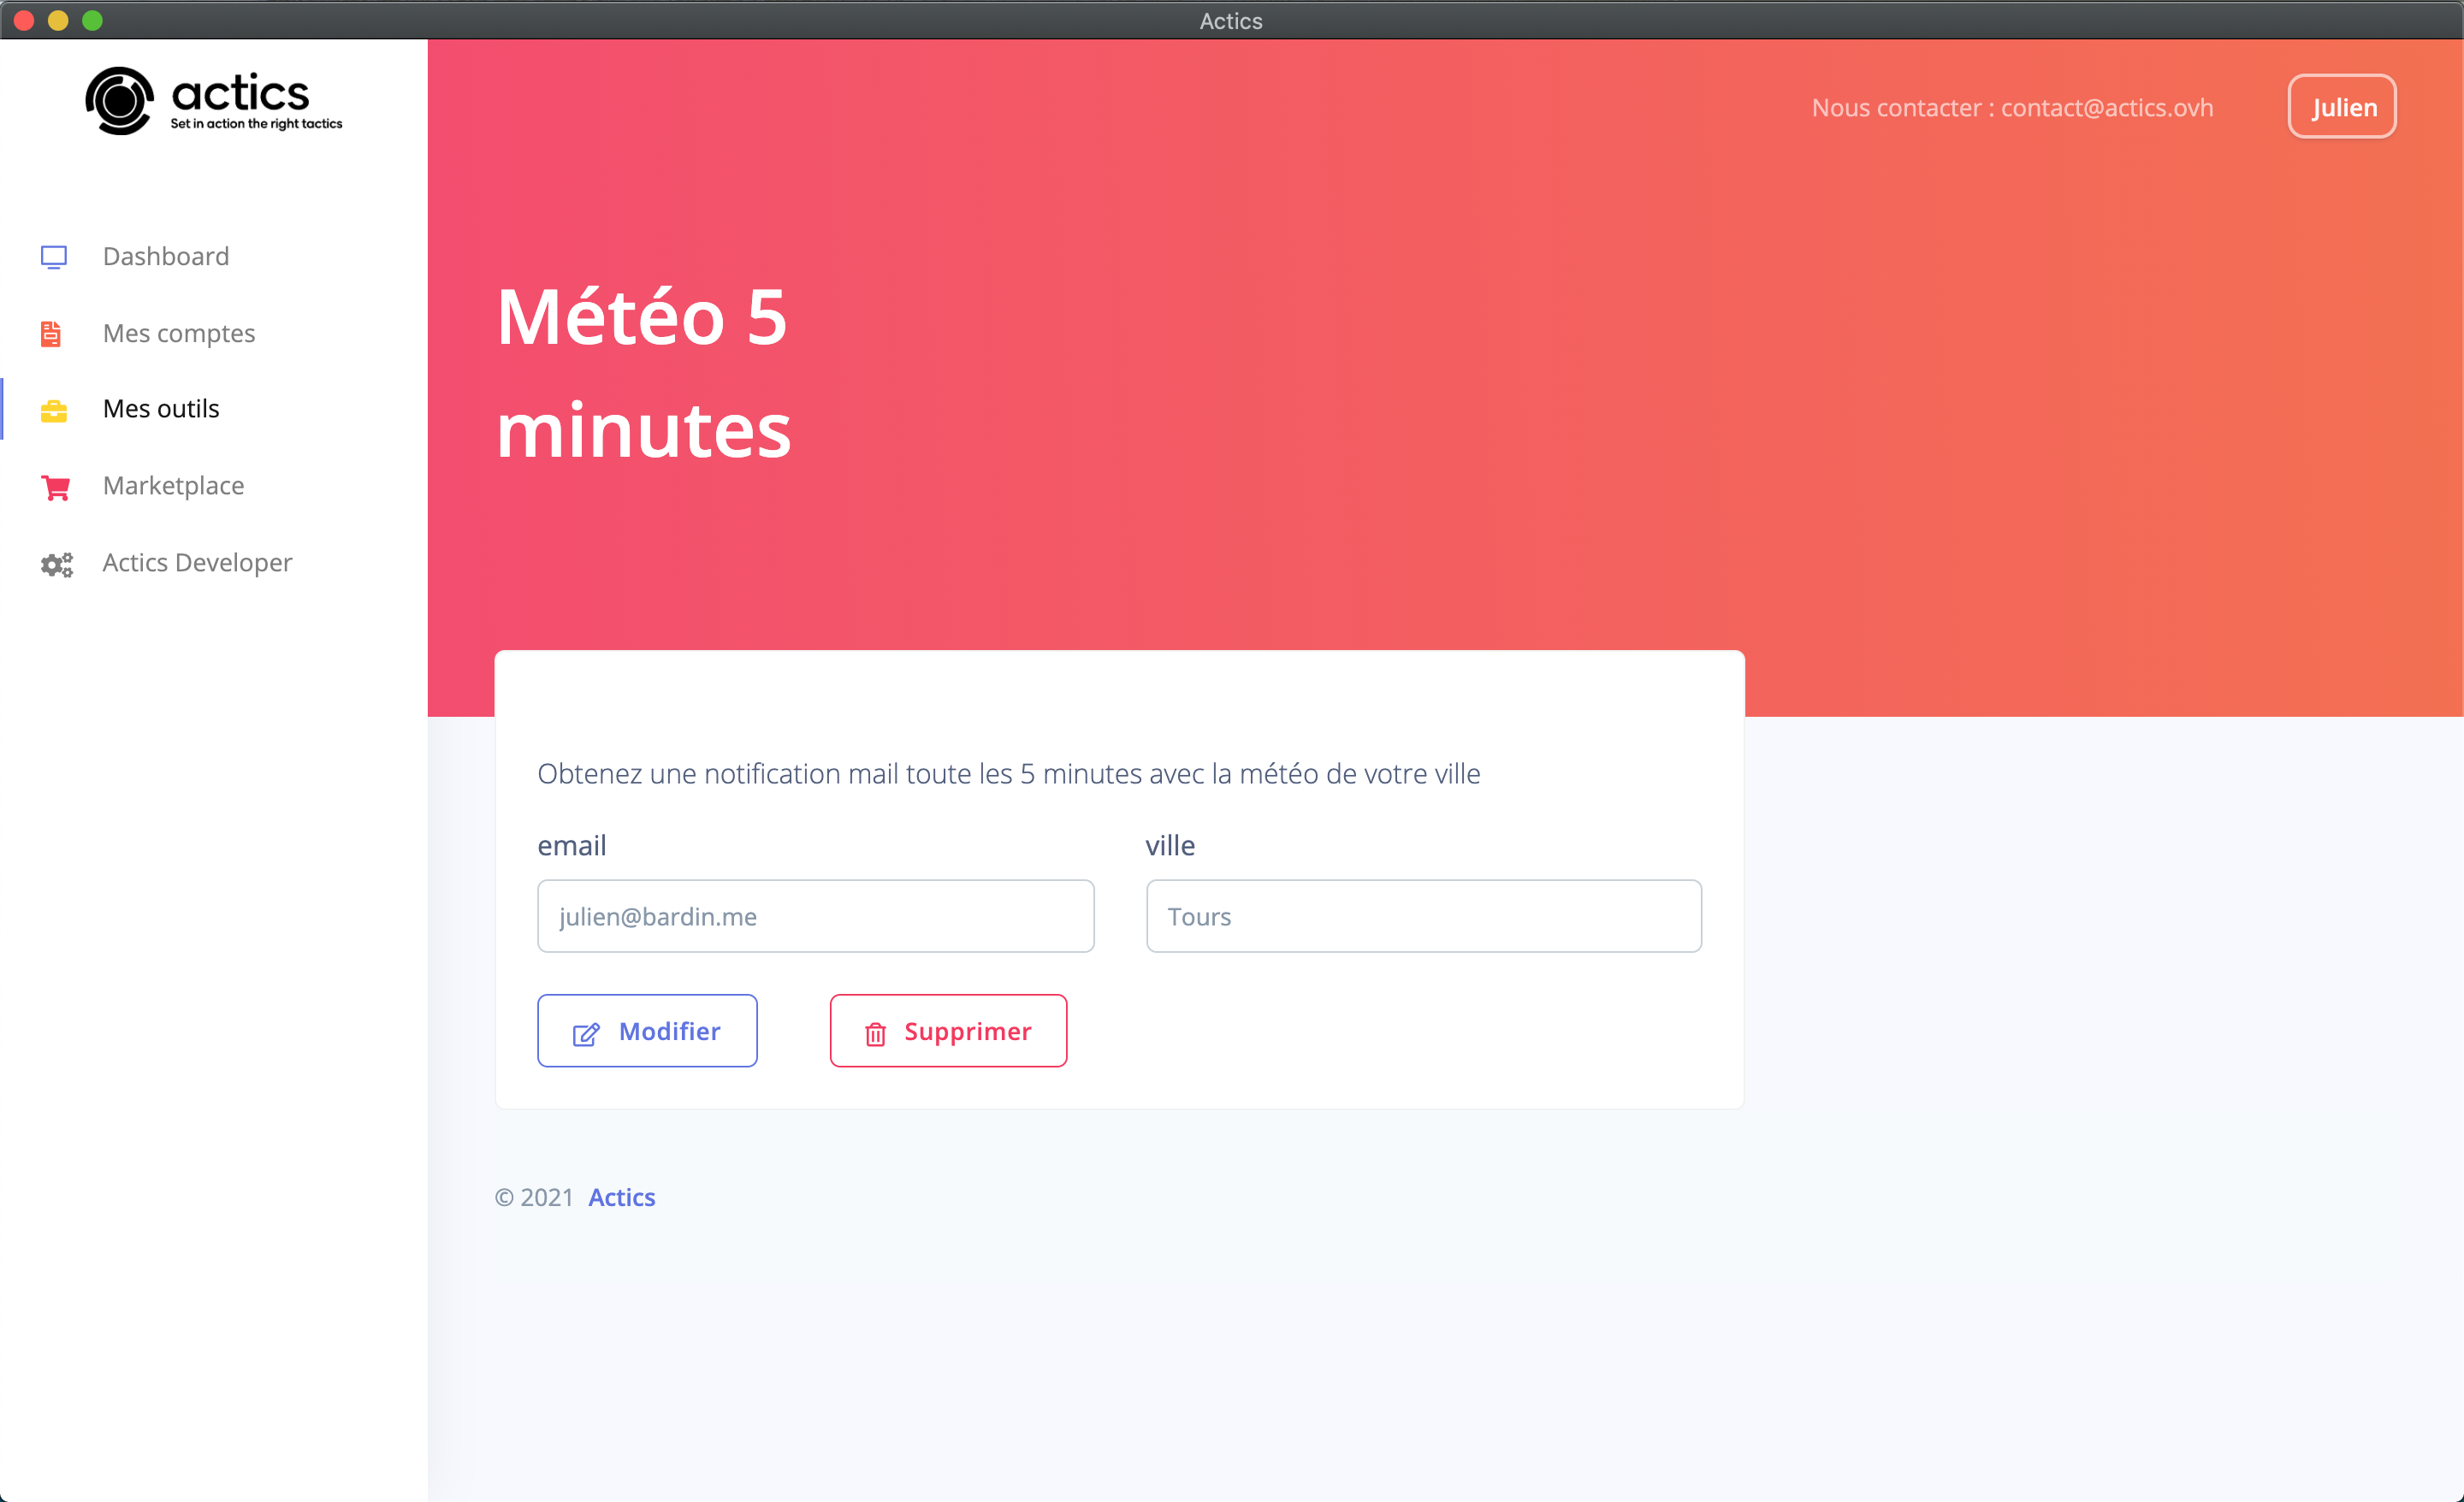 Actics
actics
Set in action the right tactics
Nous contacter : contact@actics.ovh
Julien
Dashboard
Mes comptes
Mes outils
Marketplace
Actics Developer
Météo 5
minutes
Obtenez une notification mail toute les 5 minutes avec la météo de votre ville
email
ville
julien@bardin.me
Tours
Modifier
Supprimer
© 2021 Actics